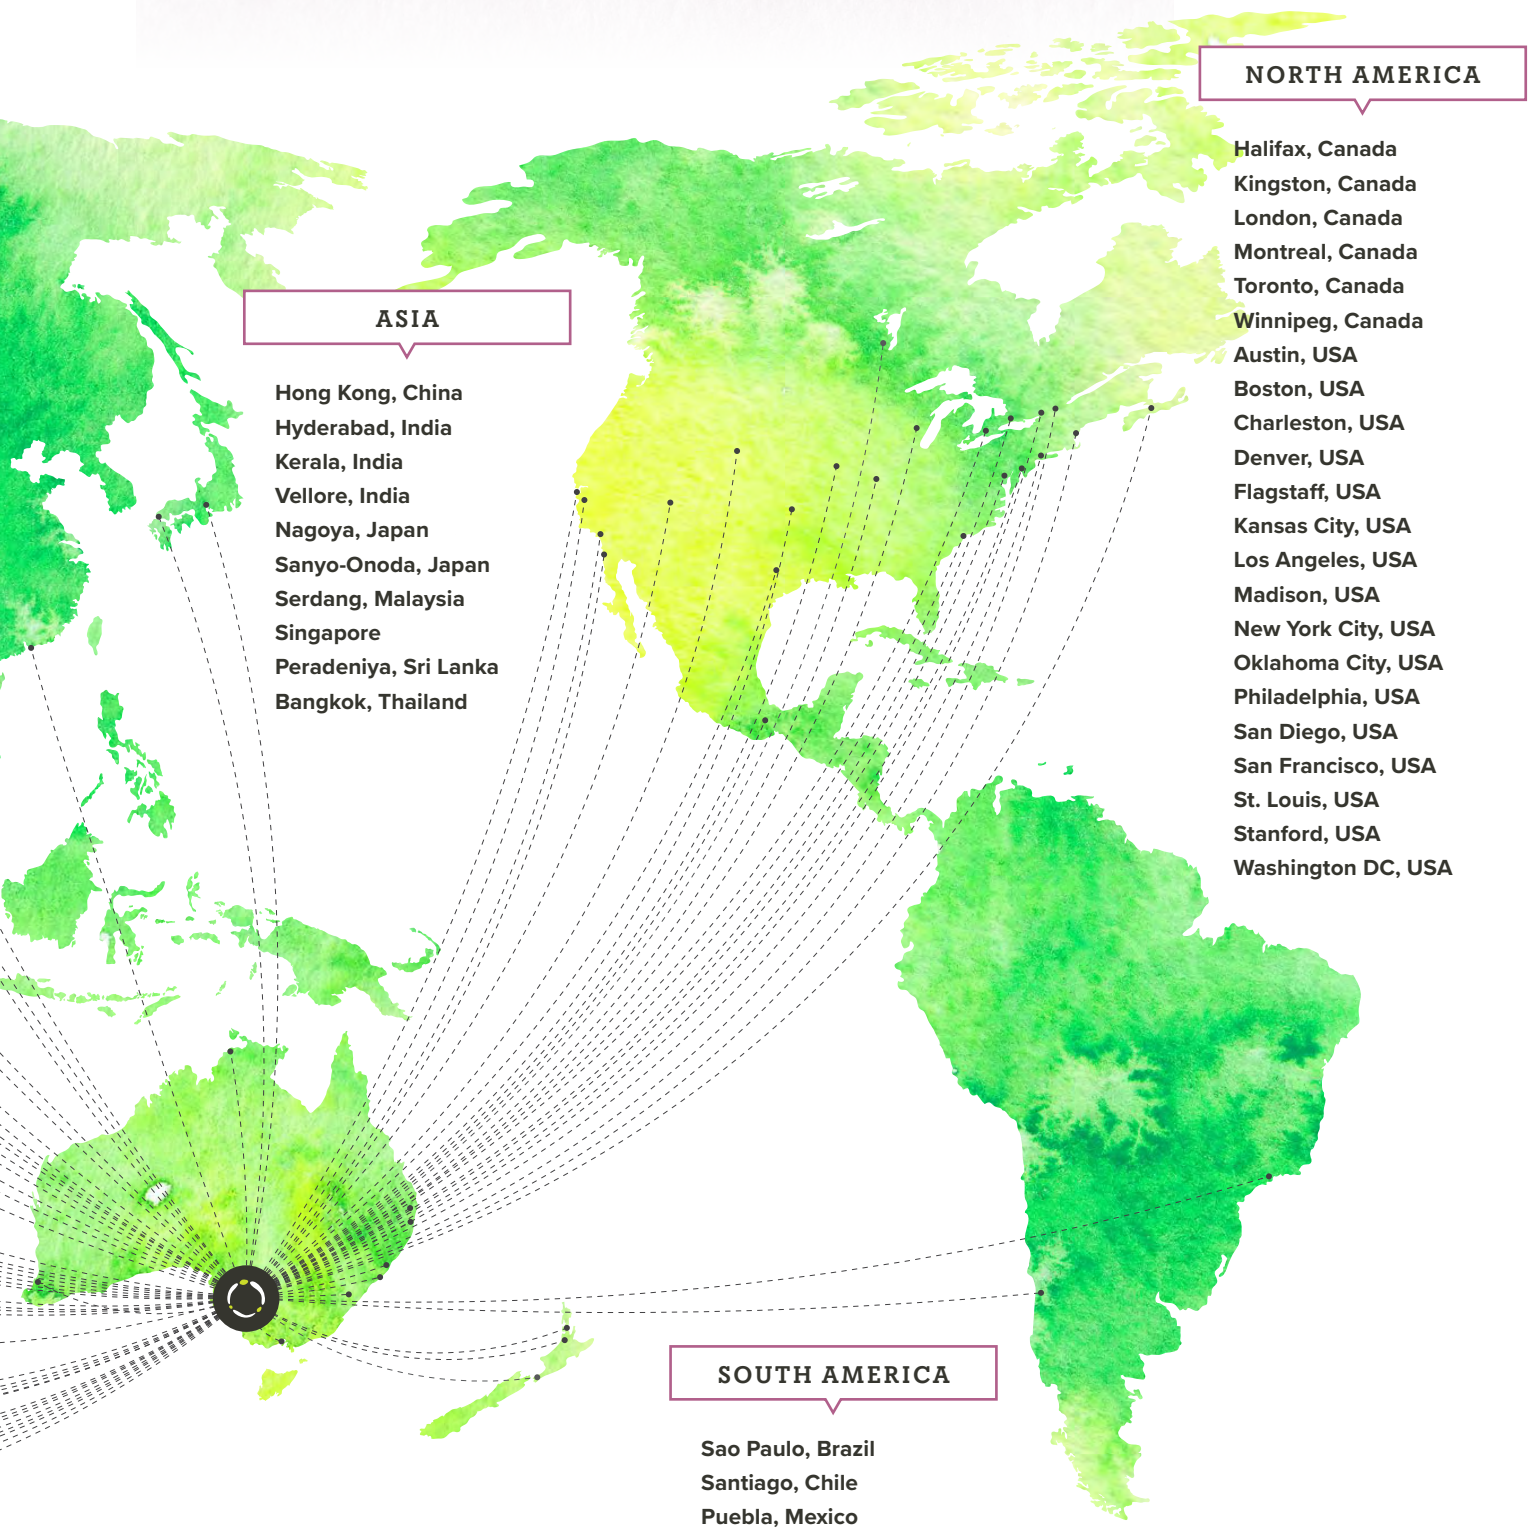 NORTH AMERICA
Halifax, Canada
Kingston, Canada
London, Canada
Montreal, Canada
Toronto, Canada
Winnipeg, Canada
Austin, USA
Boston, USA
Charleston, USA
Denver, USA
Flagstaff, USA
Kansas City, USA
Los Angeles, USA
Madison, USA
New York City, USA
Oklahoma City, USA
Philadelphia, USA
San Diego, USA
San Francisco, USA
St. Louis, USA
Stanford, USA
Washington DC, USA
ASIA
Hong Kong, China
Hyderabad, India
Kerala, India
Vellore, India
Nagoya, Japan
Sanyo-Onoda, Japan
Serdang, Malaysia
Singapore
Peradeniya, Sri Lanka
Bangkok, Thailand
SOUTH AMERICA
Sao Paulo, Brazil
Santiago, Chile
Puebla, Mexico